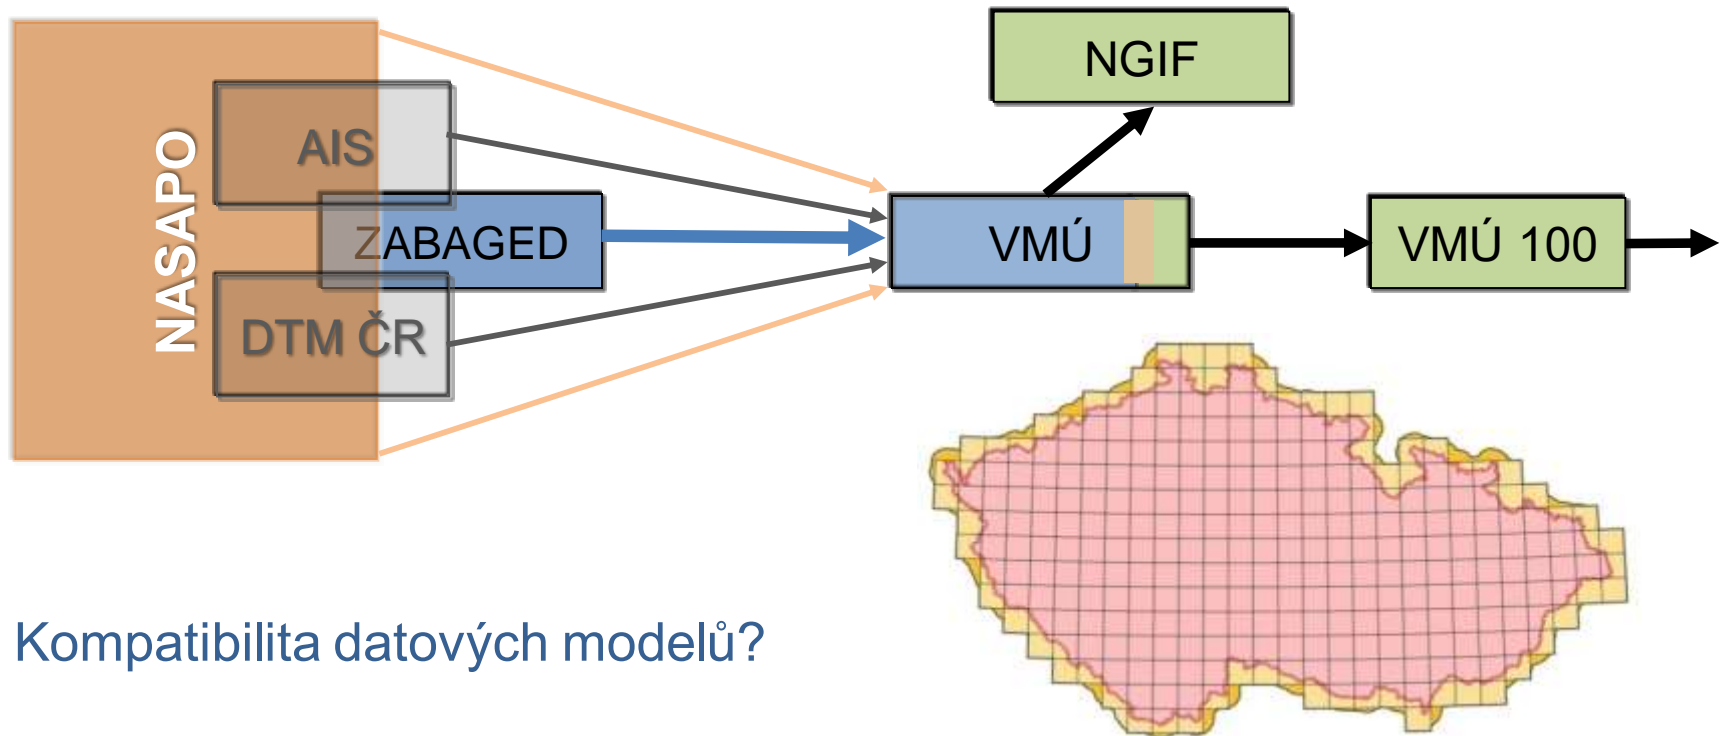 NGIF
NASAPO
AIS
ZABAGED
VMÚ
VMÚ 100
DTM ČR
Kompatibilita datových modelů?